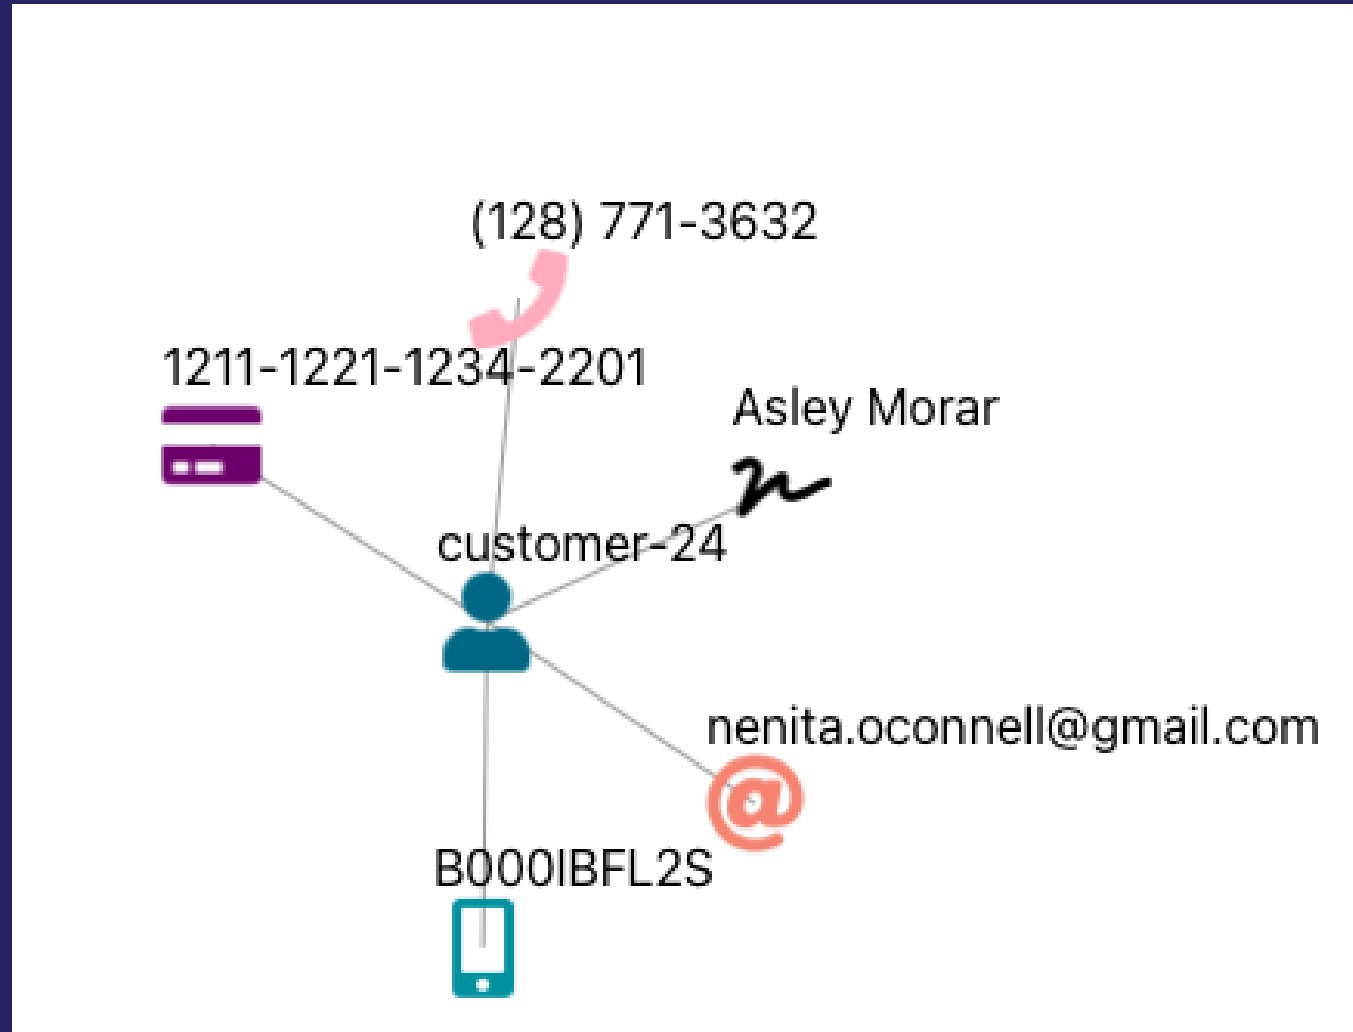 (128) 771-3632
1211-1221-1234-2201
Asley Morar
customer-24
nenita.oconnell@gmail.com
B000IBFL2S